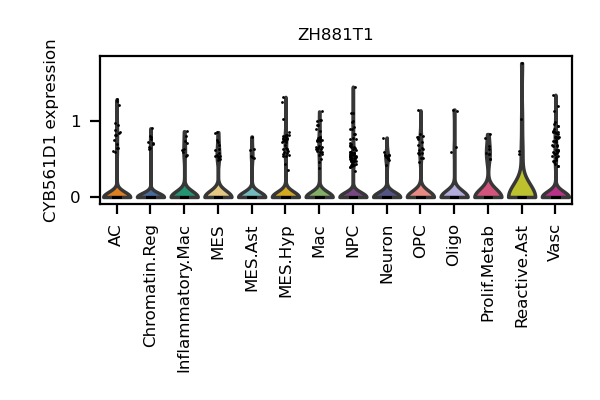 ZH881T1
CYB561D1 expression
1
0
AC
Chromatin.Reg
Inflammatory.Mac
MES
MES.Ast
MES.Hyp
Mac
NPC
Neuron
OPC
Oligo
Prolif.Metab
Reactive.Ast
Vasc